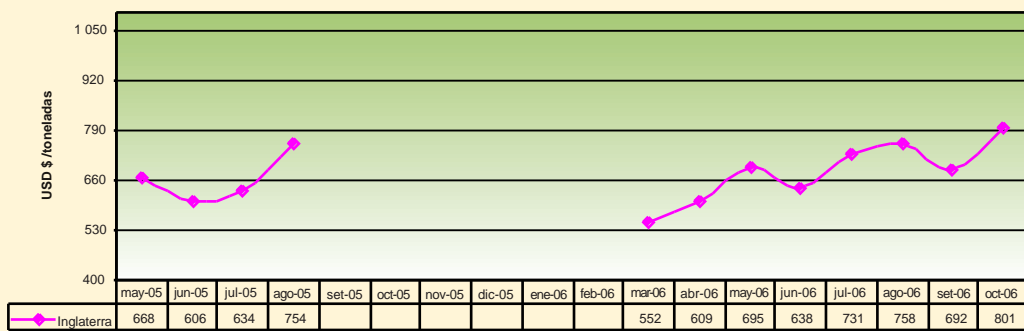 1 050
920
790
660
530
400
USD $ /toneladas
may-05 jun-05 jul-05 ago-05 set-05 oct-05 nov-05 dic-05 ene-06 feb-06 mar-06 abr-06 may-06 jun-06 jul-06 ago-06 set-06 oct-06
Inglaterra 668 606 634 754 552 609 695 638 731 758 692 801